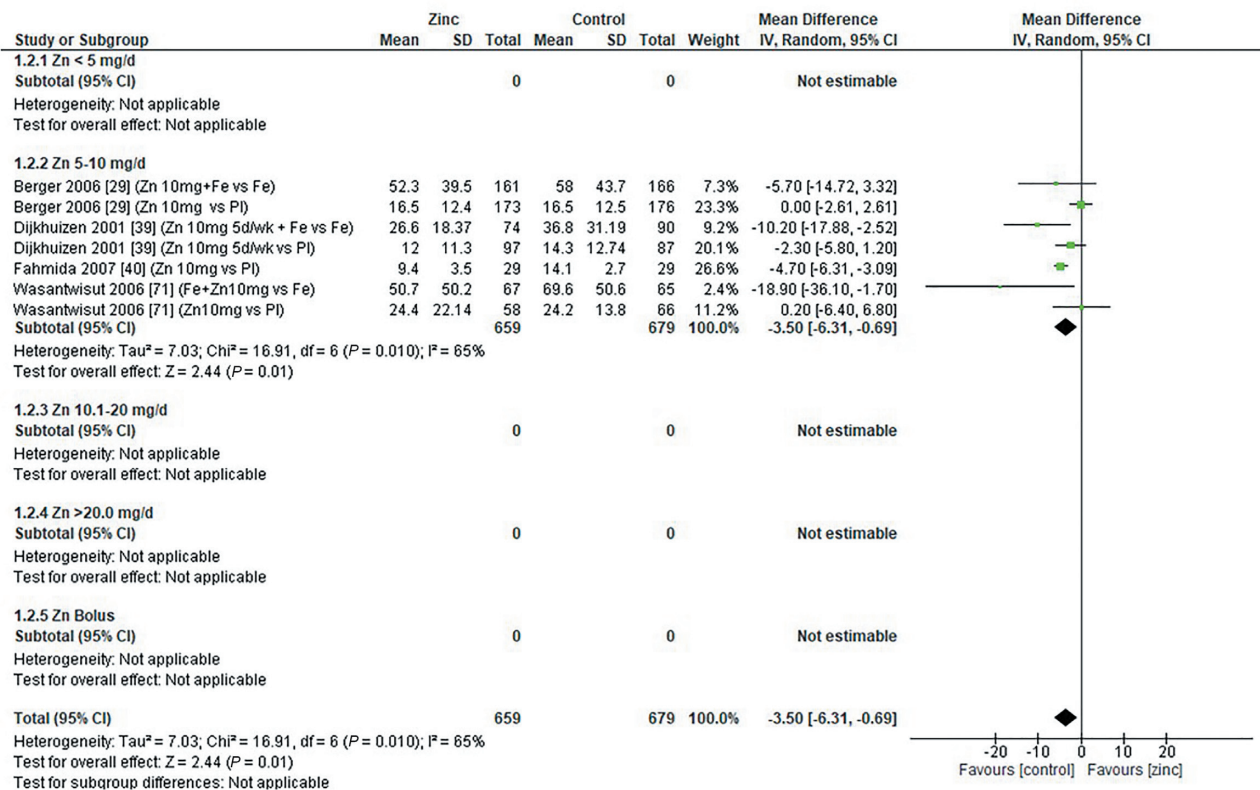 Zinc Control Mean Difference Mean Difference
Study or Subgroup Mean SD Total Mean SD Total Weight IV, Random, 95% CI IV, Random, 95% CI
1.2.1 Zn < 5 mg/d
Subtotal (95% CI) 0 0 Not estimable
Heterogeneity: Not applicable
Test for overall effect: Not applicable
1.2.2 Zn 5-10 mg/d
Berger 2006 [29] (Zn 10mg+Fe vs Fe) 52.3 39.5 161 58 43.7 166 7.3% -5.70 [-14.72, 3.32]
Berger 2006 [29] (Zn 10mg vs Pl) 16.5 12.4 173 16.5 12.5 176 23.3% 0.00 [-2.61, 2.61]
Dijkhuizen 2001 [39] (Zn 10mg 5d/wk + Fe vs Fe) 26.6 18.37 74 36.8 31.19 90 9.2% -10.20 [-17.88, -2.52]
Dijkhuizen 2001 [39] (Zn 10mg 5d/wk vs Pl) 12 11.3 97 14.3 12.74 87 20.1% -2.30 [-5.80, 1.20]
Fahmida 2007 [40] (Zn 10mg vs Pl) 9.4 3.5 29 14.1 2.7 29 26.6% -4.70 [-6.31, -3.09]
Wasantwisut 2006 [71] (Fe+Zn10mg vs Fe) 50.7 50.2 67 69.6 50.6 65 2.4% -18.90 [-36.10, -1.70]
Wasantwisut 2006 [71] (Zn10mg vs Pl) 24.4 22.14 58 24.2 13.8 66 11.2% 0.20 [-6.40, 6.80]
Subtotal (95% CI) 659 679 100.0% -3.50 [-6.31, -0.69]
Heterogeneity: Tau² = 7.03; Chi² = 16.91, df = 6 (P = 0.010); I² = 65%
Test for overall effect: Z = 2.44 (P = 0.01)
1.2.3 Zn 10.1-20 mg/d
Subtotal (95% CI) 0 0 Not estimable
Heterogeneity: Not applicable
Test for overall effect: Not applicable
1.2.4 Zn >20.0 mg/d
Subtotal (95% CI) 0 0 Not estimable
Heterogeneity: Not applicable
Test for overall effect: Not applicable
1.2.5 Zn Bolus
Subtotal (95% CI) 0 0 Not estimable
Heterogeneity: Not applicable
Test for overall effect: Not applicable
Total (95% CI) 659 679 100.0% -3.50 [-6.31, -0.69]
Heterogeneity: Tau² = 7.03; Chi² = 16.91, df = 6 (P = 0.010); I² = 65%
Test for overall effect: Z = 2.44 (P = 0.01)
Test for subgroup differences: Not applicable
-20 -10 0 10 20
Favours [control] Favours [zinc]